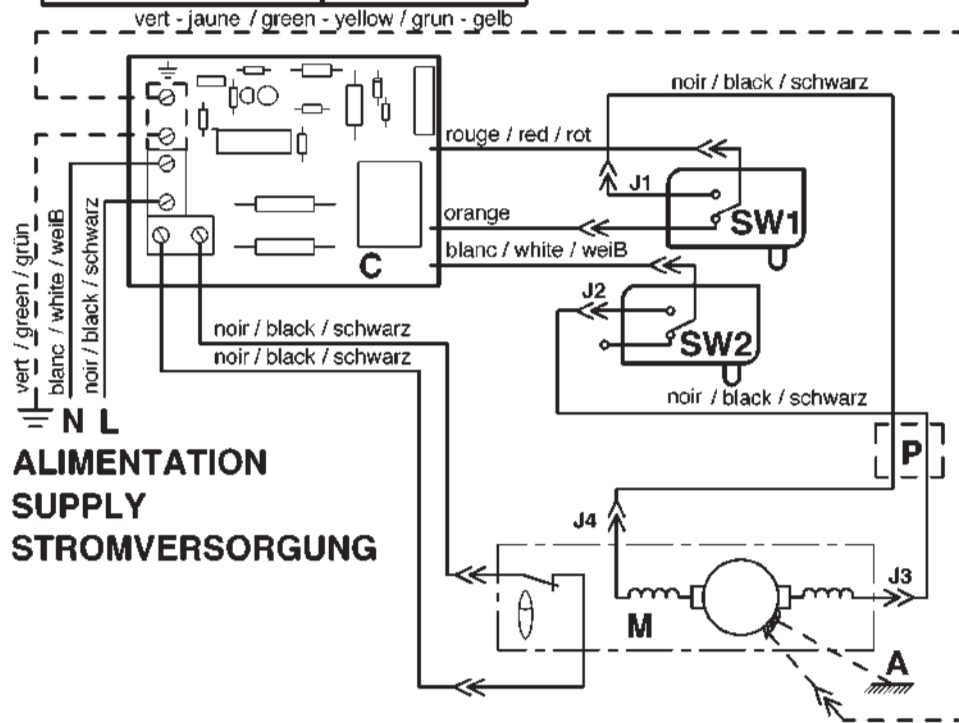 vert - jaune / green - yellow / grun - gelb
noir / black / schwarz
rouge / red / rot
J1
SW1
orange
blanc / white / weiB
C
J2
SW2
vert / green / grün
blanc / white / weiB
noir / black / schwarz
noir / black / schwarz
noir / black / schwarz
noir / black / schwarz
N L
P
ALIMENTATION
SUPPLY
STROMVERSORGUNG
J4
J3
M
A